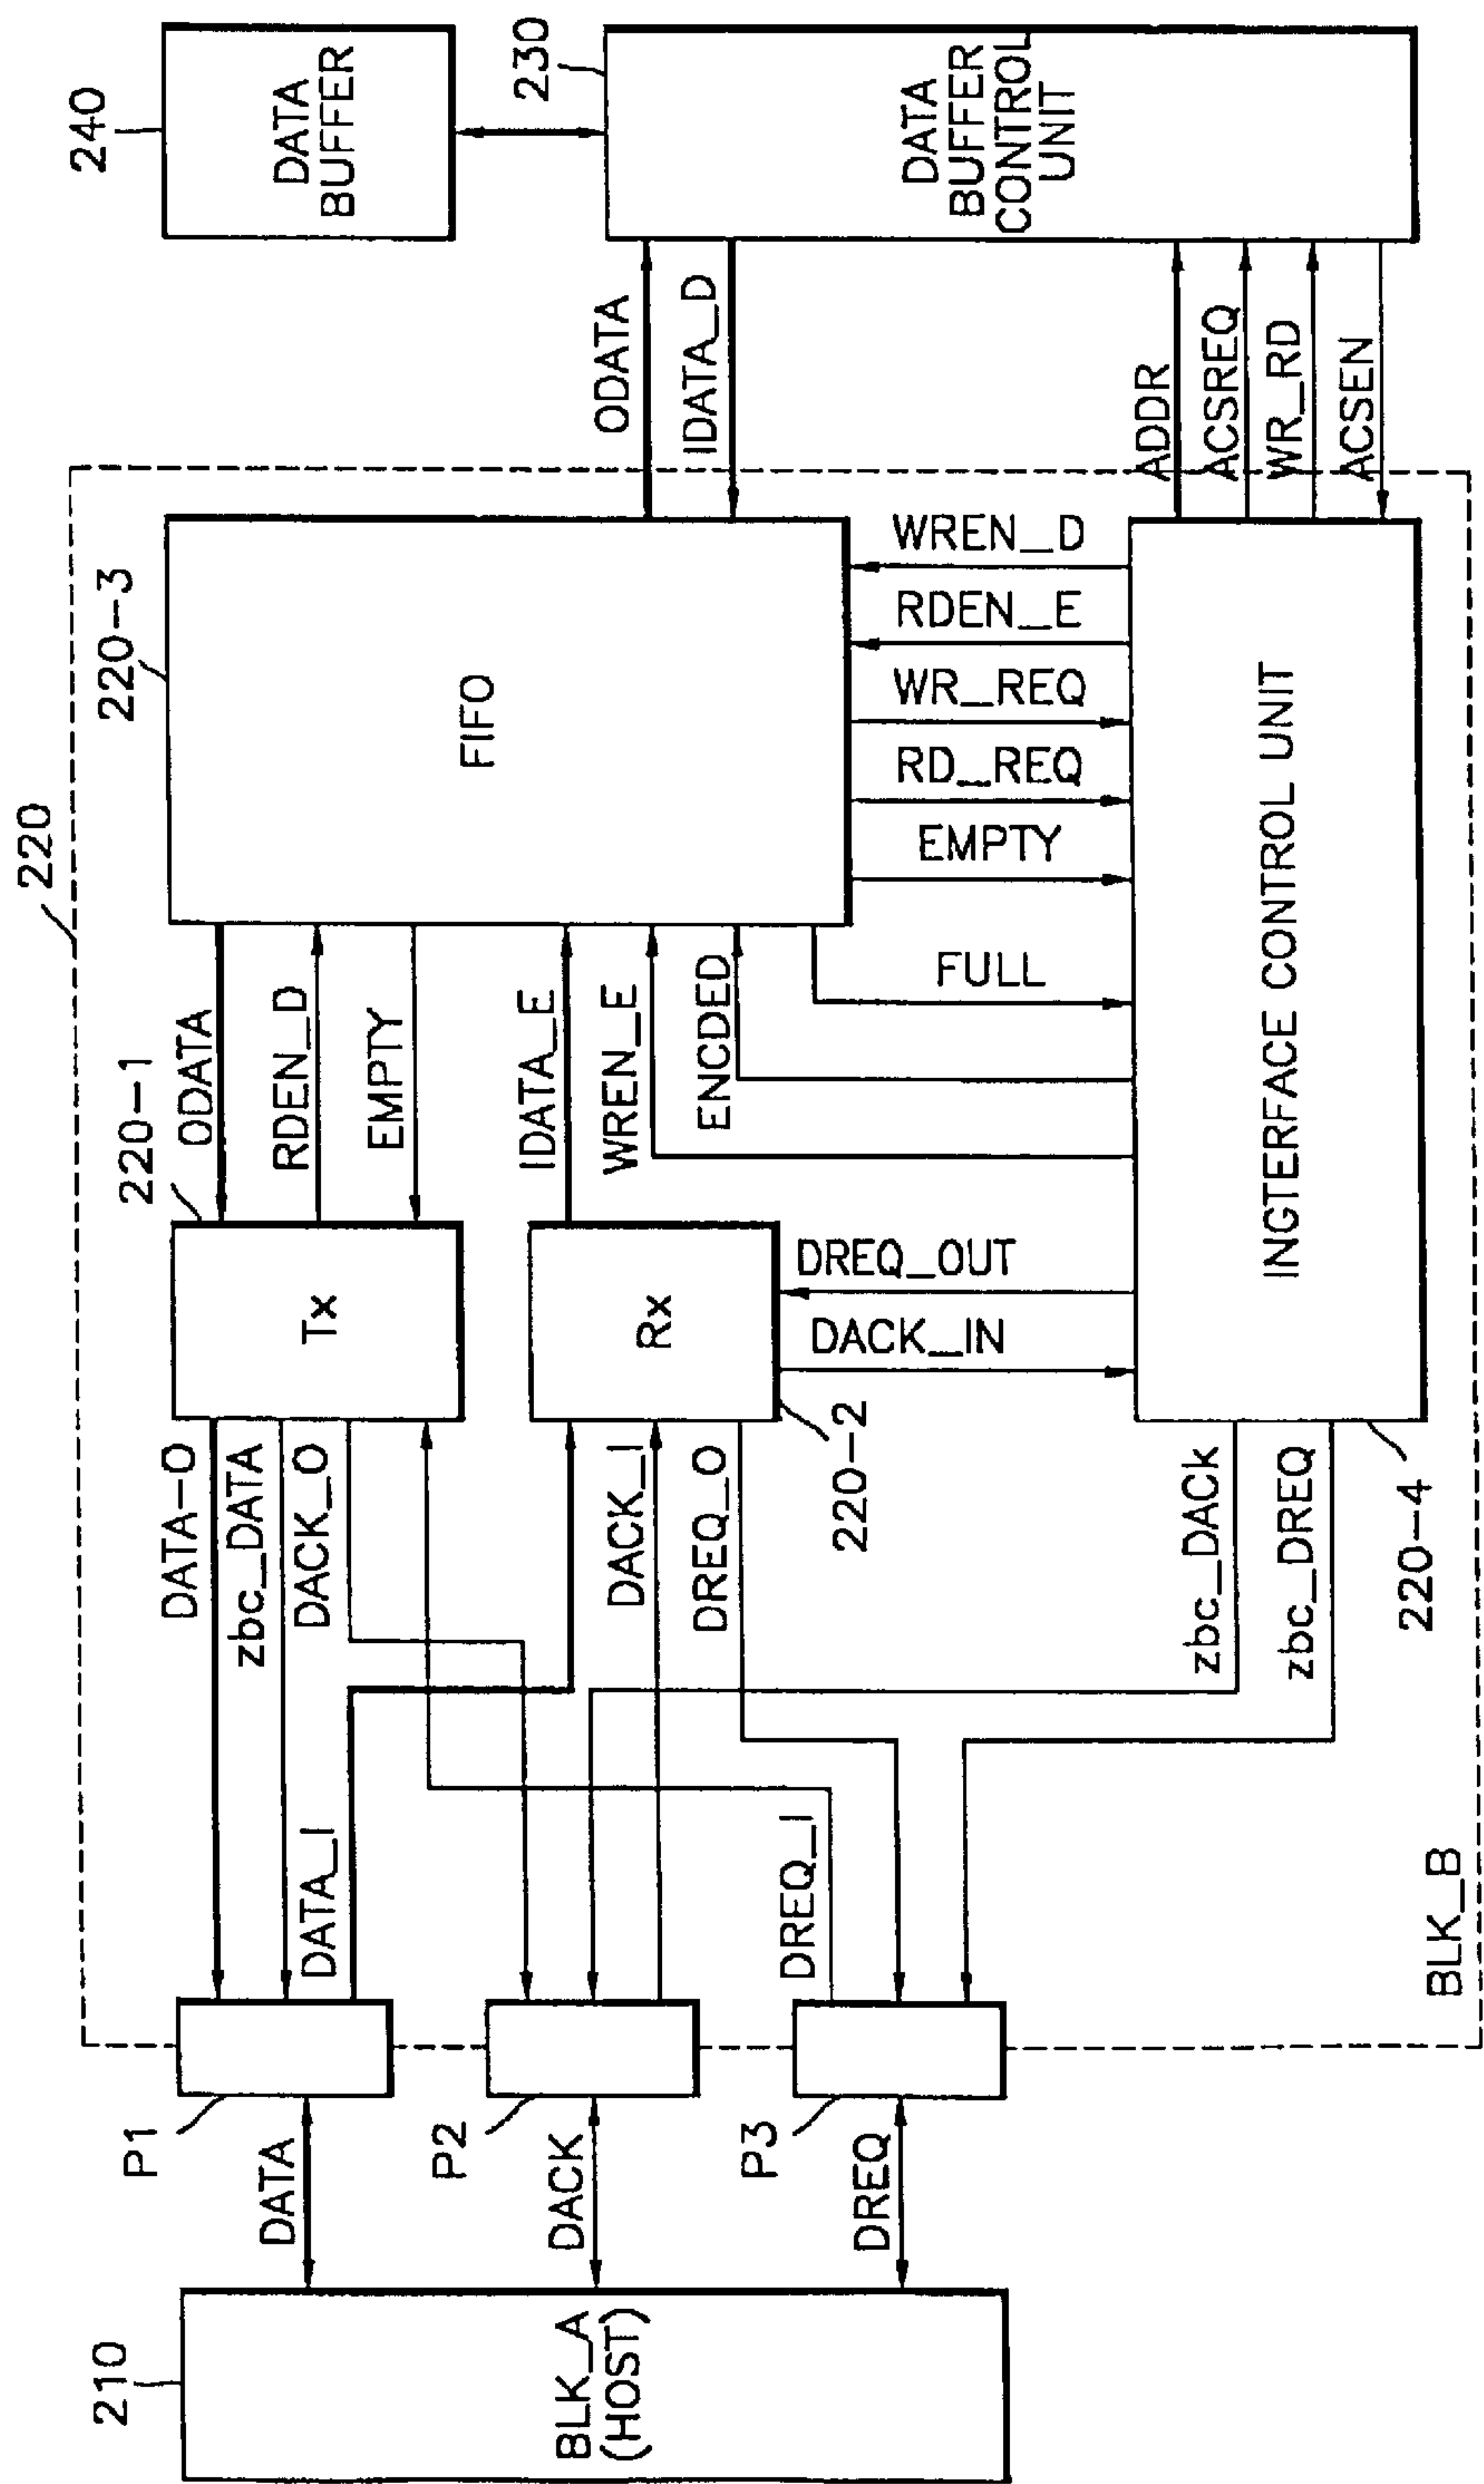 210
BLK_A
(HOST)
DATA
DACK
DREQ
P1
P2
P3
220
BLK_B
DATA-O
zbc_DATA
DACK_O
DATA_I
DACK_I
DREQ_O
DREQ_I
zbc_DACK
zbc_DREQ
220-1
Tx
Rx
220-2
DREQ_OUT
DACK_IN
ODATA
RDEN_D
EMPTY
IDATA_E
WREN_E
ENCDED
FULL
220-3
FIFO
WREN_D
RDEN_E
WR_REQ
RD_REQ
EMPTY
INGTERFACE CONTROL UNIT
220-4
ODATA
IDATA_D
ADDR
ACSREQ
WR_RD
ACSEN
240
DATA
BUFFER
230
DATA
BUFFER
CONTROL
UNIT